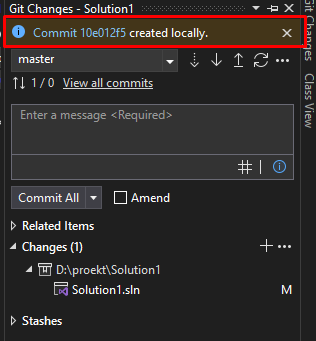 Git Changes - Solution1
Commit 10e012f5 created locally.
master
1 / 0 View all commits
Enter a message <Required>
Commit All Amend
Related Items
Changes (1)
D:\proekt\Solution1
Solution1.sln M
Stashes
Git Changes
Class View